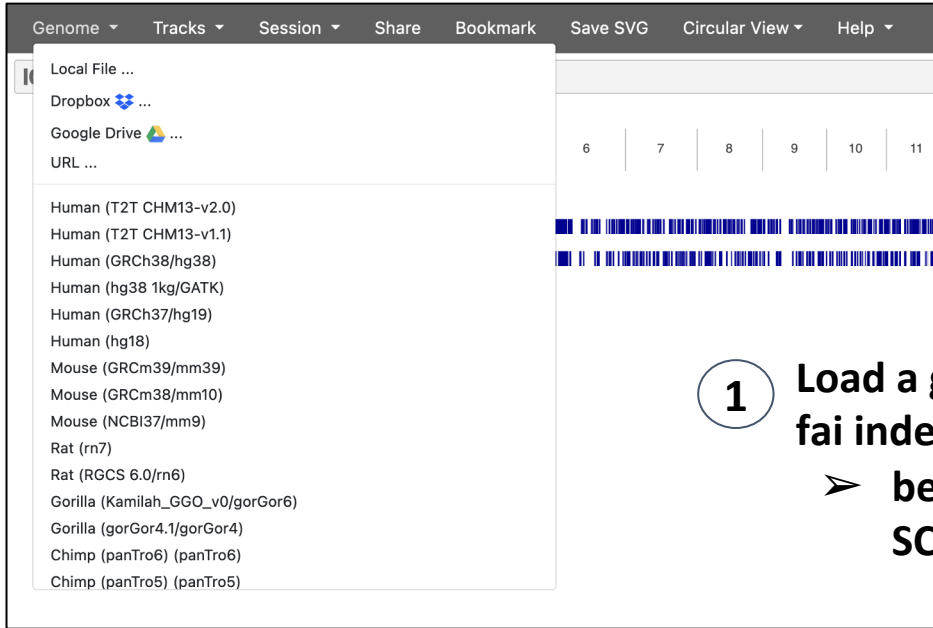 Genome Tracks Session Share Bookmark Save SVG Circular View Help
Local File ...
Dropbox ...
Google Drive ...
URL ...
6 7 8 9 10 11
Human (T2T CHM13-v2.0)
Human (T2T CHM13-v1.1)
Human (GRCh38/hg38)
Human (hg38 1kg/GATK)
Human (GRCh37/hg19)
Human (hg18)
Mouse (GRCm39/mm39)
Mouse (GRCm38/mm10)
Mouse (NCBI37/mm9)
Rat (rn7)
Rat (RGCS 6.0/rn6)
Gorilla (Kamilah_GGO_v0/gorGor6)
Gorilla (gorGor4.1/gorGor4)
Chimp (panTro6) (panTro6)
Chimp (panTro5) (panTro5)
1 Load a
fai inde
➢ be
SC